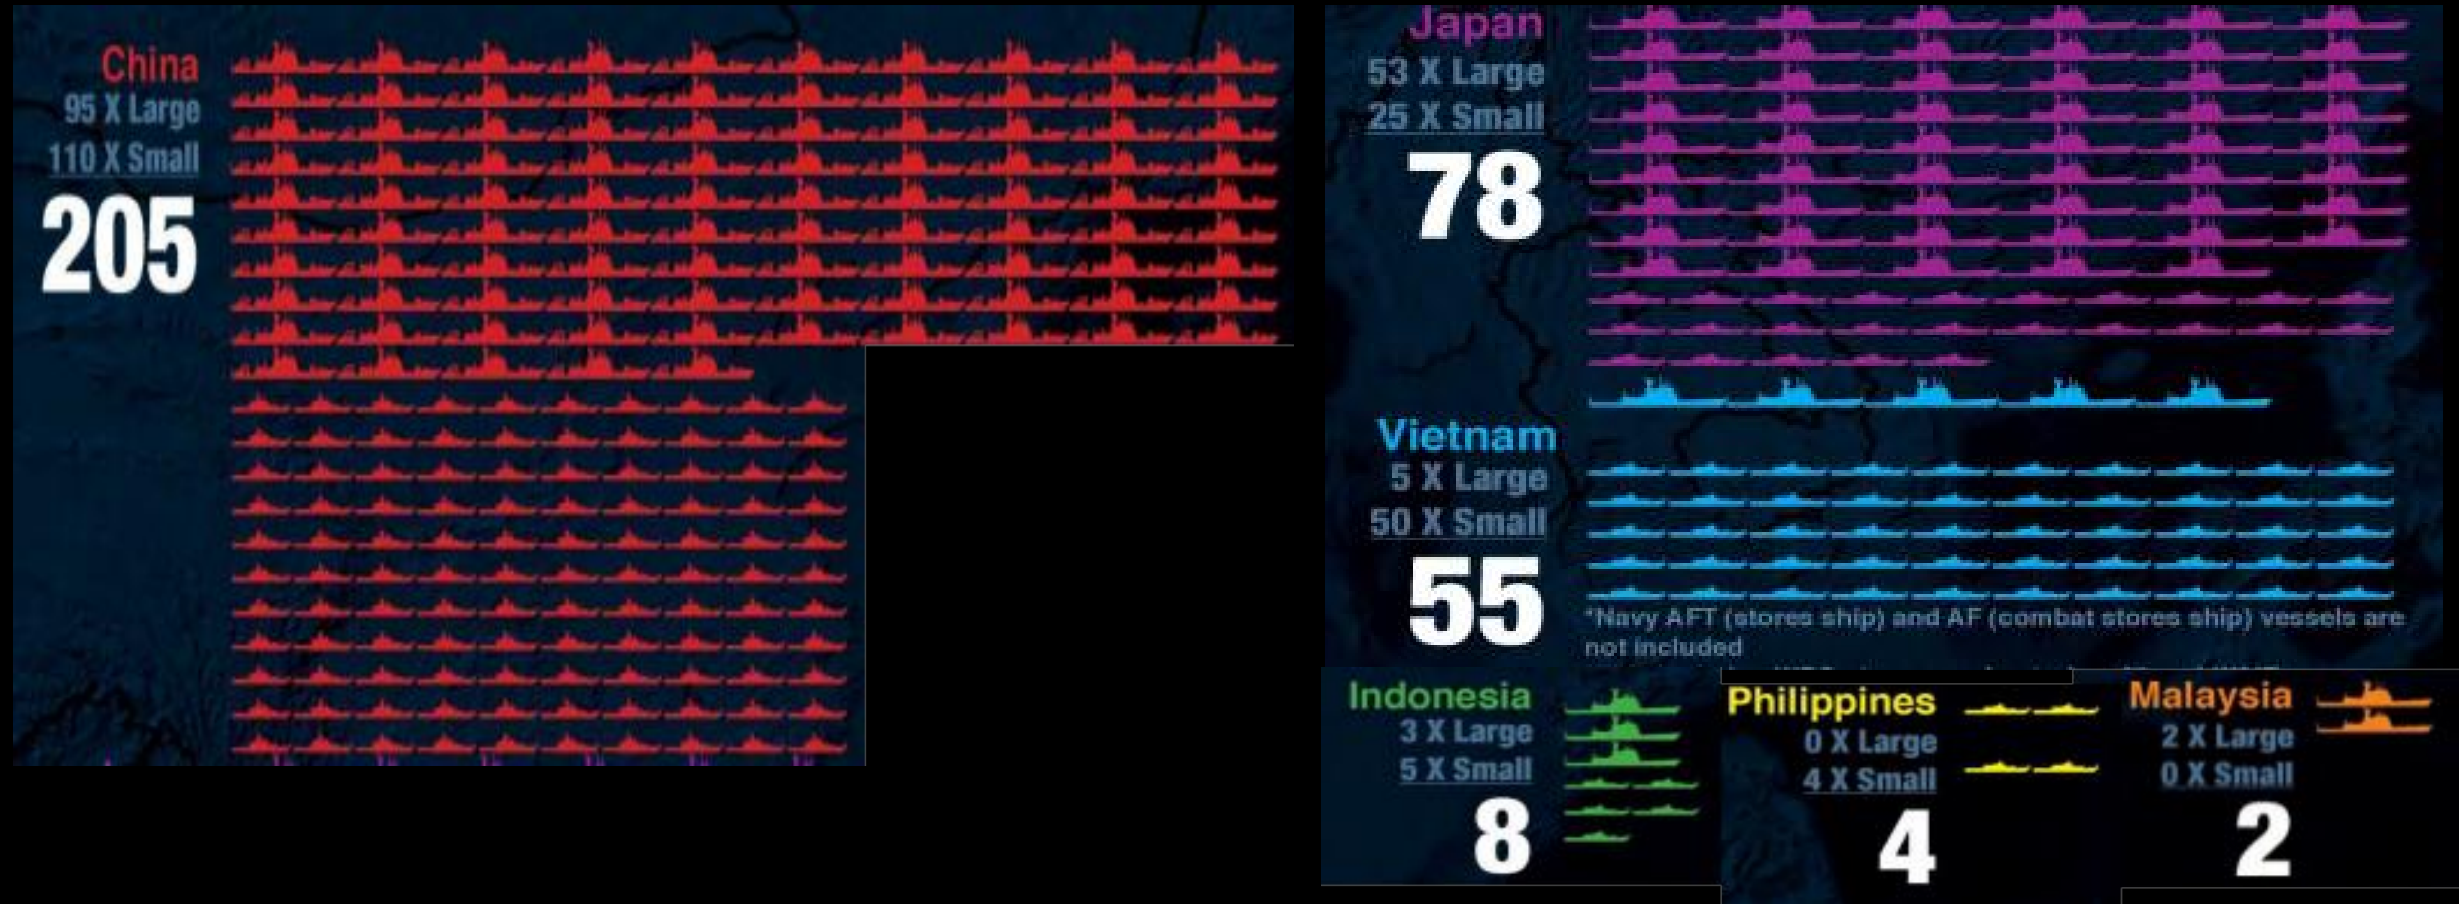 China
95 X Large
110 X Small
205
Japan
53 X Large
25 X Small
78
Vietnam
5 X Large
50 X Small
55
*Navy AFT (stores ship) and AF (combat stores ship) vessels are
not included
Indonesia
3 X Large
5 X Small
8
Philippines
0 X Large
4 X Small
4
Malaysia
2 X Large
0 X Small
2